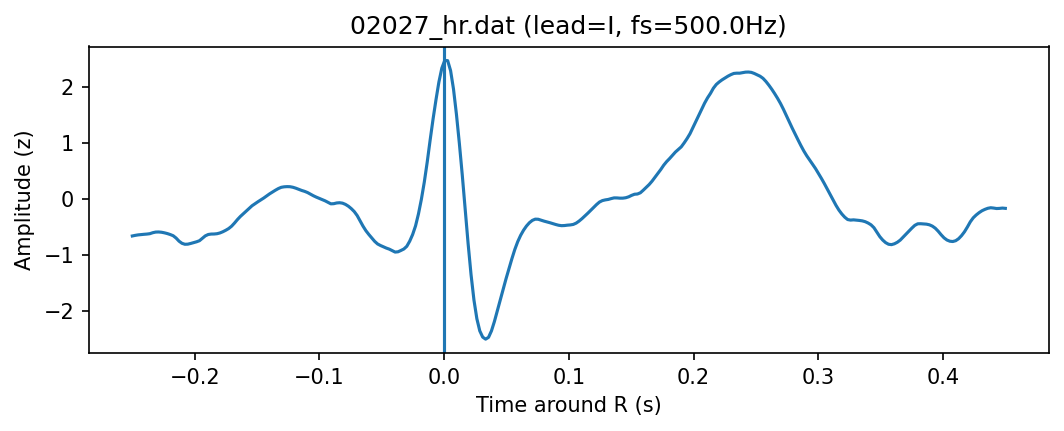 02027_hr.dat (lead=I, fs=500.0Hz)
Amplitude (z)
2
1
0
−1
−2
−0.2 −0.1 0.0 0.1 0.2 0.3 0.4
Time around R (s)